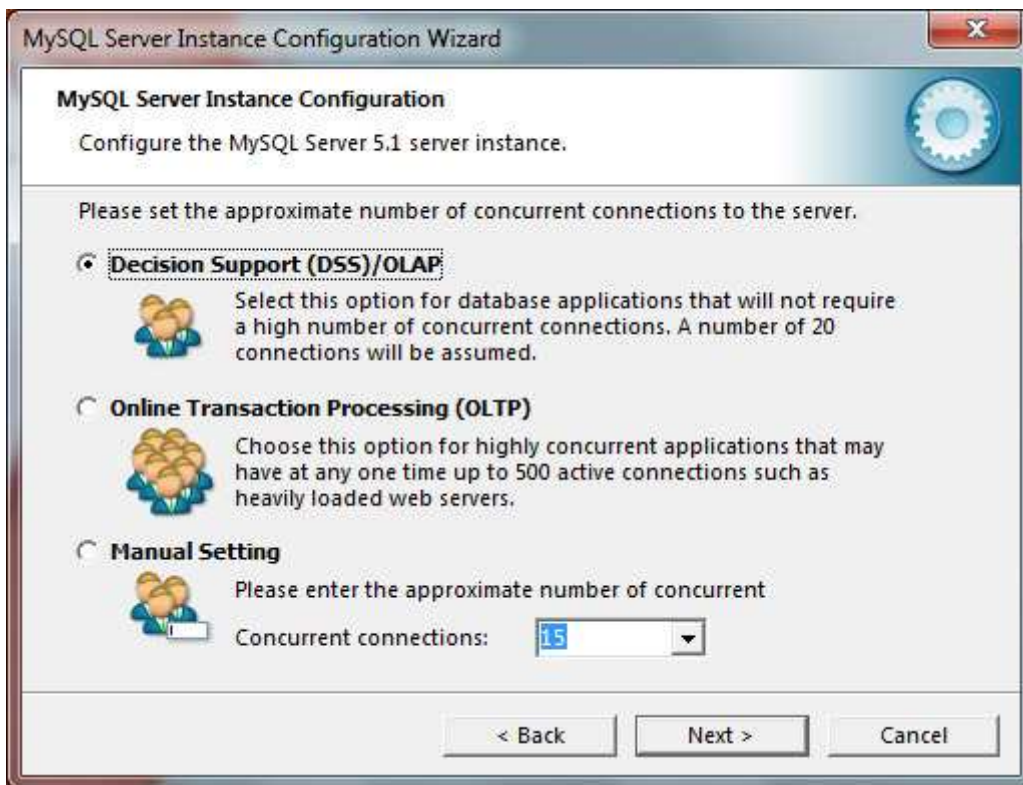 MySQL Server Instance Configuration Wizard
MySQL Server Instance Configuration
Configure the MySQL Server 5.1 server instance.
Please set the approximate number of concurrent connections to the server.
Decision Support (DSS)/OLAP
Select this option for database applications that will not require
a high number of concurrent connections. A number of 20
connections will be assumed.
Online Transaction Processing (OLTP)
Choose this option for highly concurrent applications that may
have at any one time up to 500 active connections such as
heavily loaded web servers.
Manual Setting
Please enter the approximate number of concurrent
Concurrent connections: 15
< Back Next > Cancel